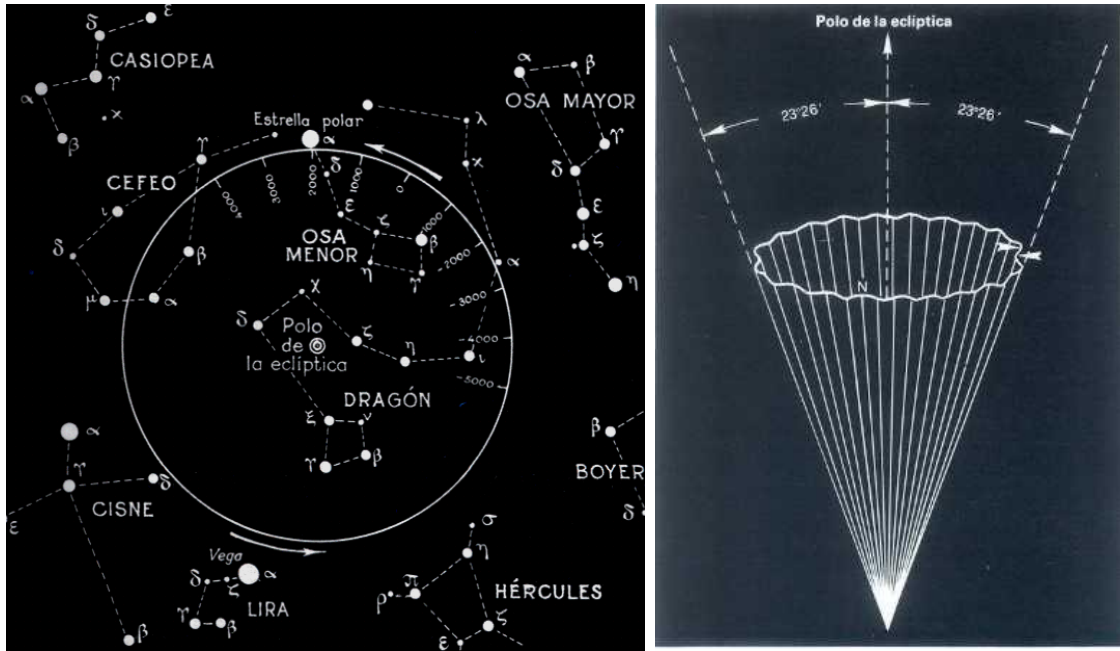 δ
ε
CASIOPEA
γ
α
β
χ
Estrella polar
α
γ
CEFEO
ι
δ
β
μ
α
4000
3000
2000
1000
0
-1000
-2000
-3000
-4000
-5000
δ
ε
OSA
MENOR
ζ
β
η
γ
λ
χ
α
OSA MAYOR
α
β
γ
δ
ε
ζ
η
χ
δ
Polo
de
la eclíptica
ζ
η
ι
DRAGÓN
ξ
ν
γ
β
α
γ
δ
ε
CISNE
β
Vega
δ
ζ
α
γ
β
LIRA
σ
η
π
ρ
HÉRCULES
ε
ζ
β
BOYER
δ
Polo de la eclíptica
23°26'
23°26'
N